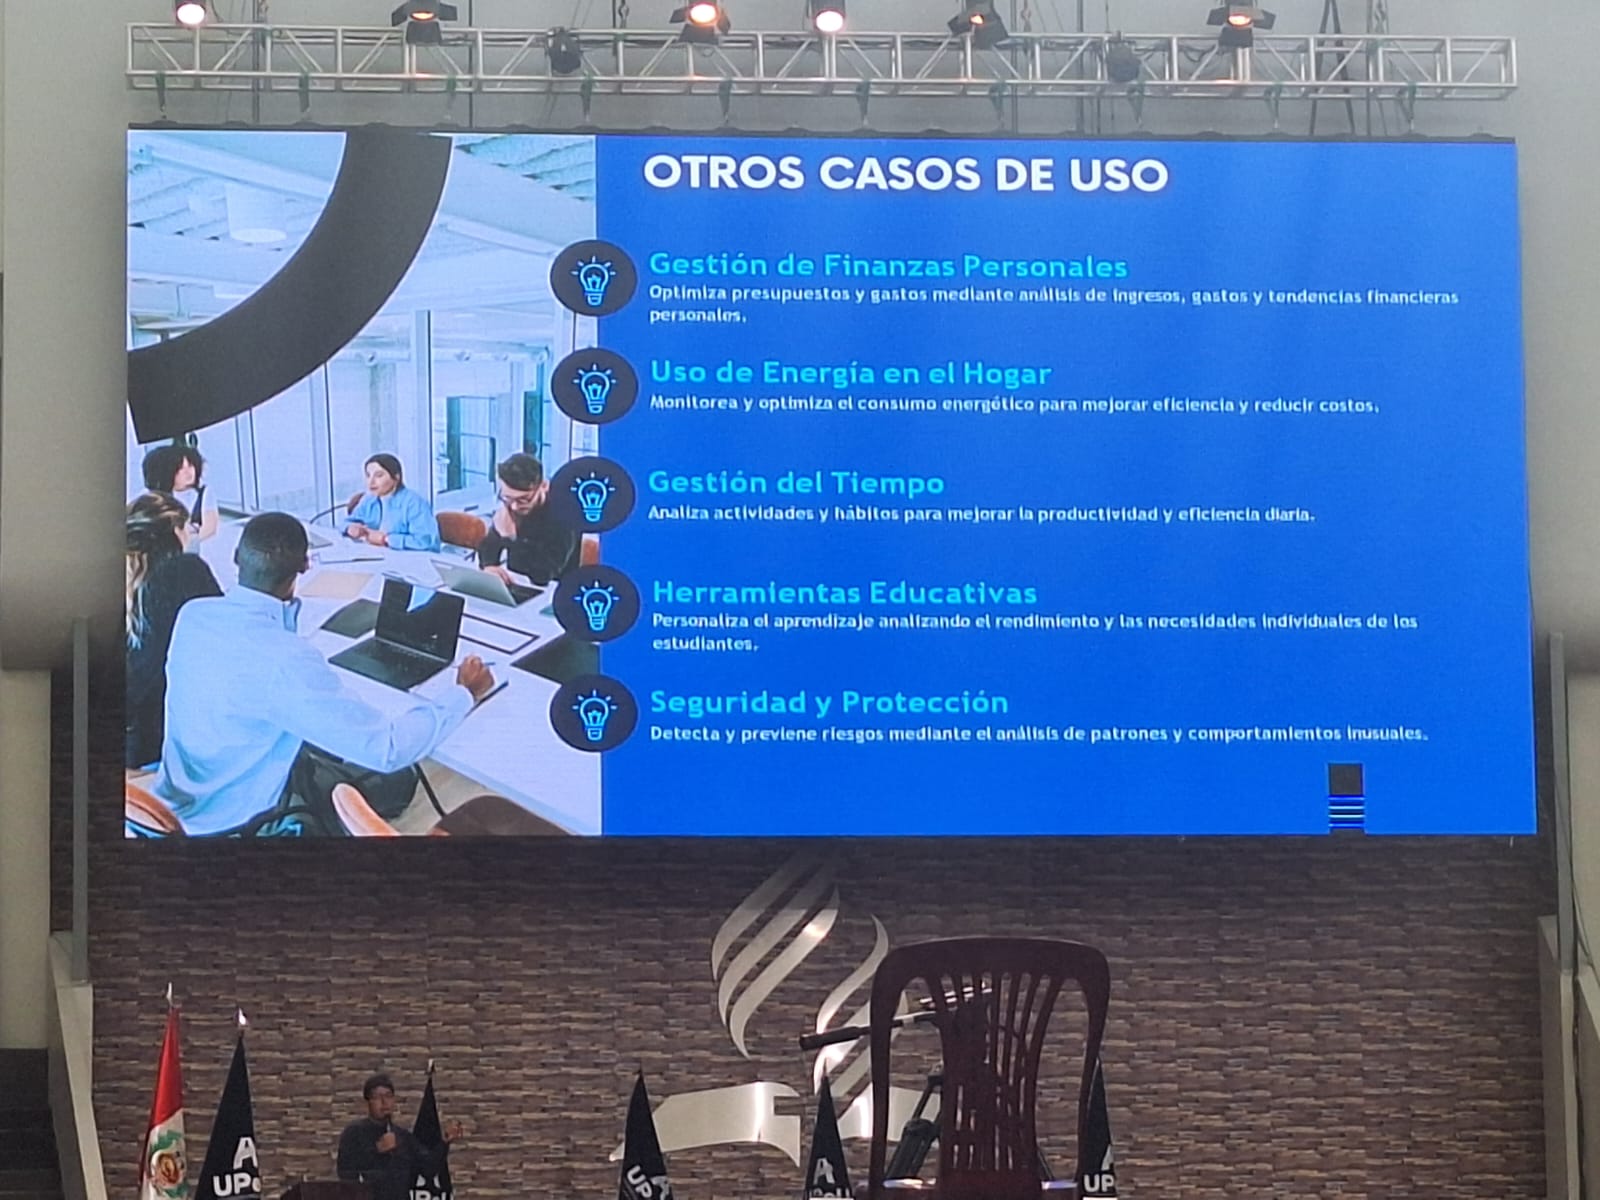 OTROS CASOS DE USO
Gestión de Finanzas Personales
Optimiza presupuestos y gastos mediante análisis de ingresos, gastos y tendencias financieras
personales.
Uso de Energía en el Hogar
Monitorea y optimiza el consumo energético para mejorar eficiencia y reducir costos.
Gestión del Tiempo
Analiza actividades y hábitos para mejorar la productividad y eficiencia diaria.
Herramientas Educativas
Personaliza el aprendizaje analizando el rendimiento y las necesidades individuales de los
estudiantes.
Seguridad y Protección
Detecta y previene riesgos mediante el análisis de patrones y comportamientos inusuales.
UP
UP
UP